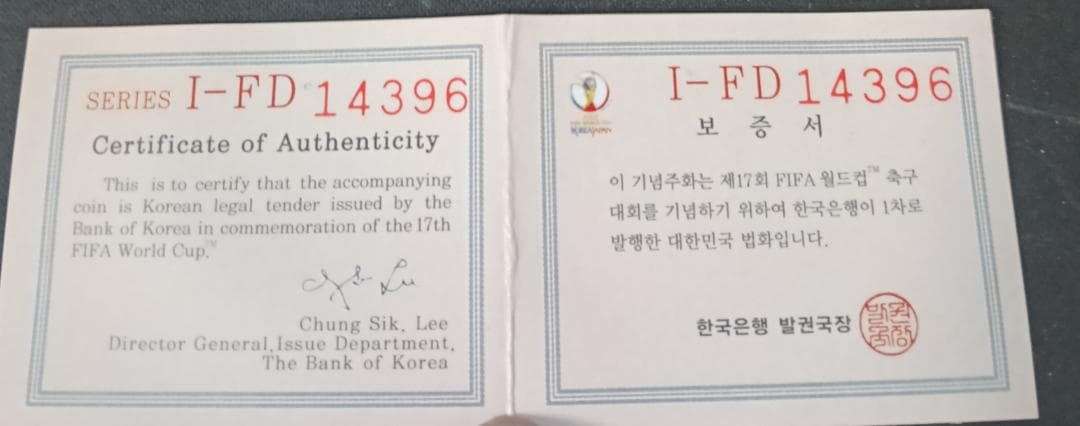 SERIES I-FD 14396
Certificate of Authenticity
This is to certify that the accompanying
coin is Korean legal tender issued by the
Bank of Korea in commemoration of the 17th
FIFA World Cup.™
Chung Sik, Lee
Director General, Issue Department,
The Bank of Korea
I-FD 14396
KOREAJAPAN
보 증 서
이 기념주화는 제17회 FIFA 월드컵™ 축구
대회를 기념하기 위하여 한국은행이 1차로
발행한 대한민국 법화입니다.
한국은행 발권국장